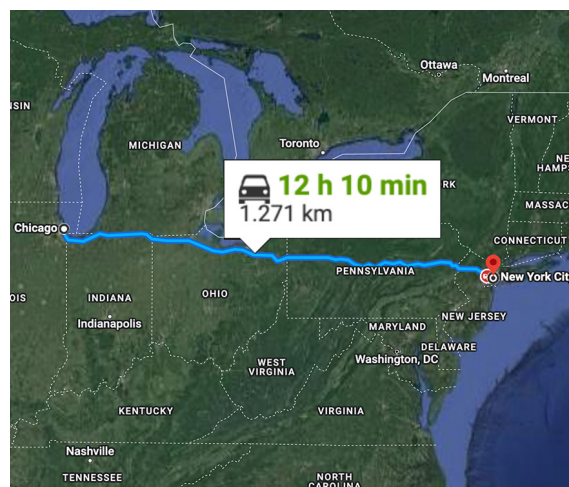 Ottawa
Montreal
SIN
VERMONT
MICHIGAN
Toronto
NE
HAMPS
12 h 10 min
RK
1.271 km
MASSAC
Chicago
CONNECTICUT
PENNSYLVANIA
New York Cit
OIS
INDIANA
OHIO
Indianapolis
NEW JERSEY
MARYLAND
DELAWARE
Washington, DC
WEST
VIRGINIA
KENTUCKY
VIRGINIA
Nashville
TENNESSEE
NORTH
CAROLINA